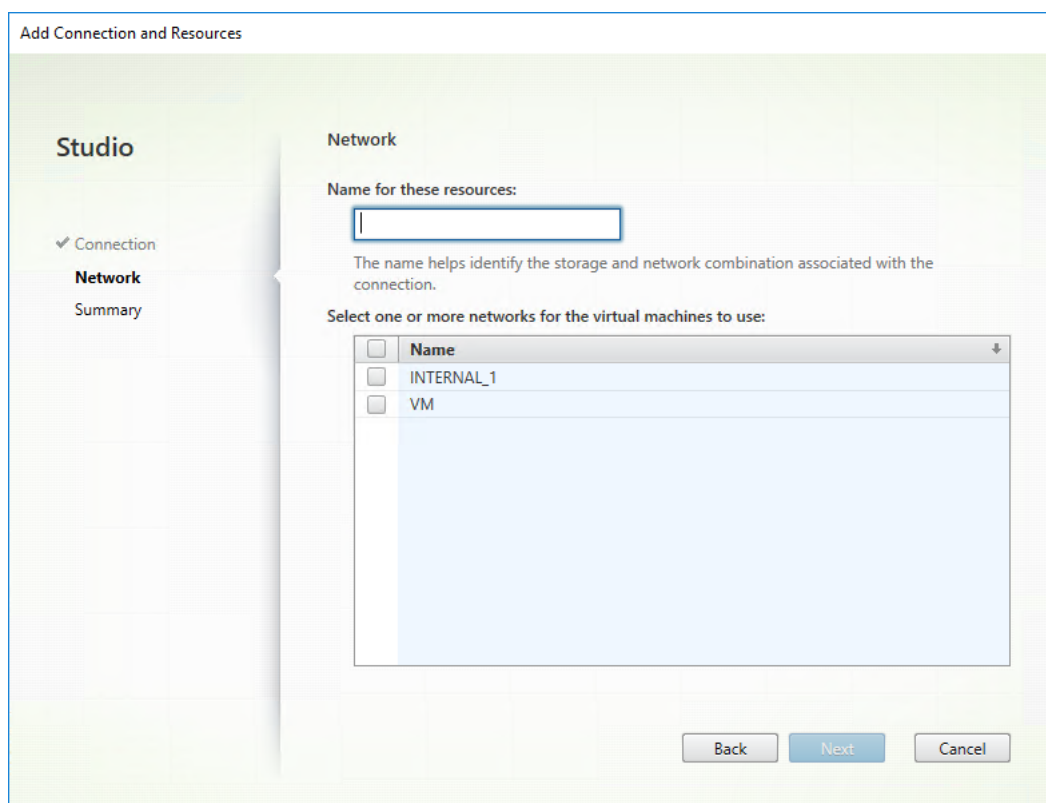 Add Connection and Resources
Studio
Connection
Network
Summary
Network
Name for these resources:
The name helps identify the storage and network combination associated with the
connection.
Select one or more networks for the virtual machines to use:
Name
INTERNAL_1
VM
Back
Next
Cancel